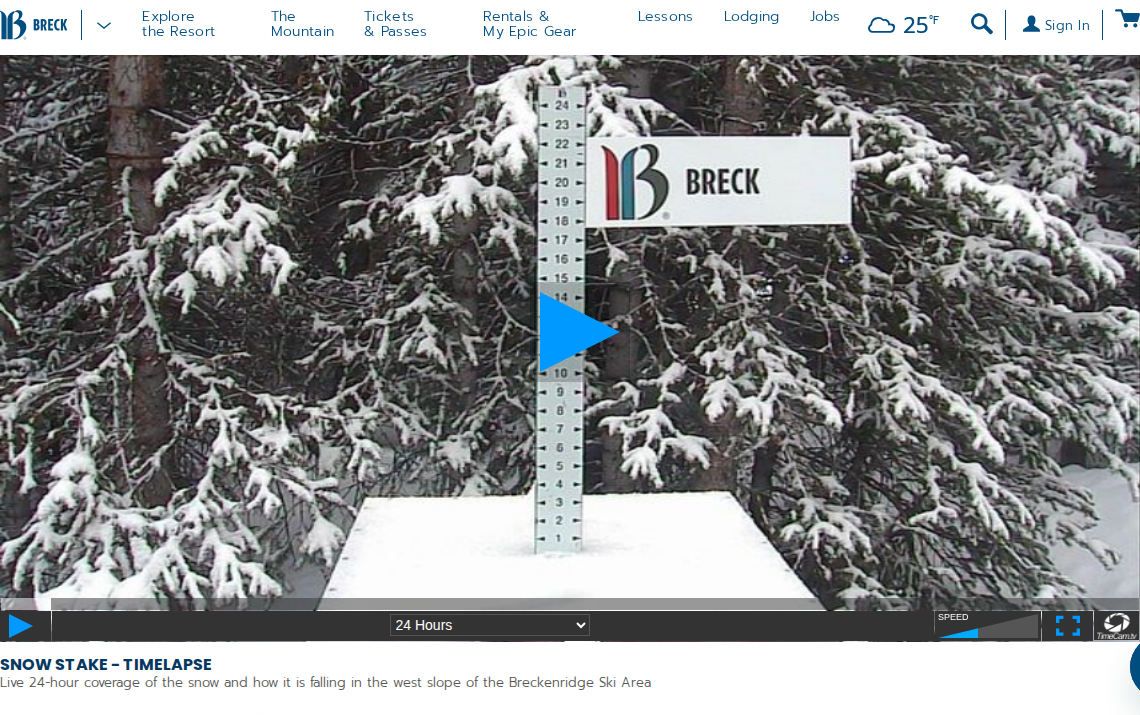 BRECK
Explore
the Resort
The
Mountain
Tickets
& Passes
Rentals &
My Epic Gear
Lessons
Lodging
Jobs
25°F
Sign In
24
23
22
21
20
19
18
17
16
15
14
10
9
8
7
6
5
4
3
2
1
B BRECK
®
24 Hours
SPEED
TimeCam.tv
SNOW STAKE - TIMELAPSE
Live 24-hour coverage of the snow and how it is falling in the west slope of the Breckenridge Ski Area